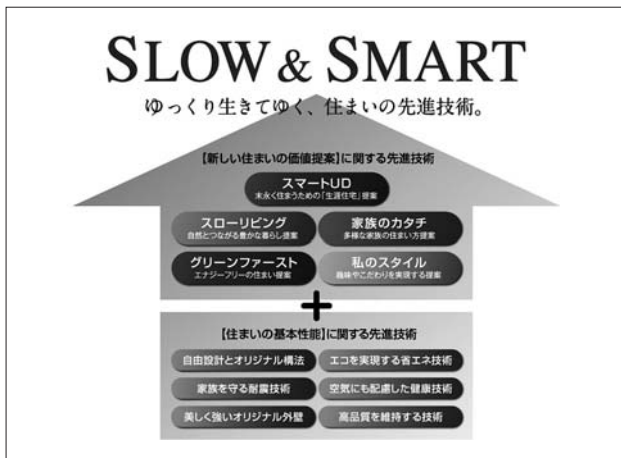 SLOW & SMART
ゆっくり生きてゆく、住まいの先進技術。
【新しい住まいの価値提案】に関する先進技術
スマートUD
末永く住まうための「生涯住宅」提案
スローリビング
自然とつながる豊かな暮らし提案
家族のカタチ
多様な家族の住まい方提案
グリーンファースト
エナジーフリーの住まい提案
私のスタイル
趣味やこだわりを実現する提案
+
【住まいの基本性能】に関する先進技術
自由設計とオリジナル構法
エコを実現する省エネ技術
家族を守る耐震技術
空気にも配慮した健康技術
美しく強いオリジナル外壁
高品質を維持する技術